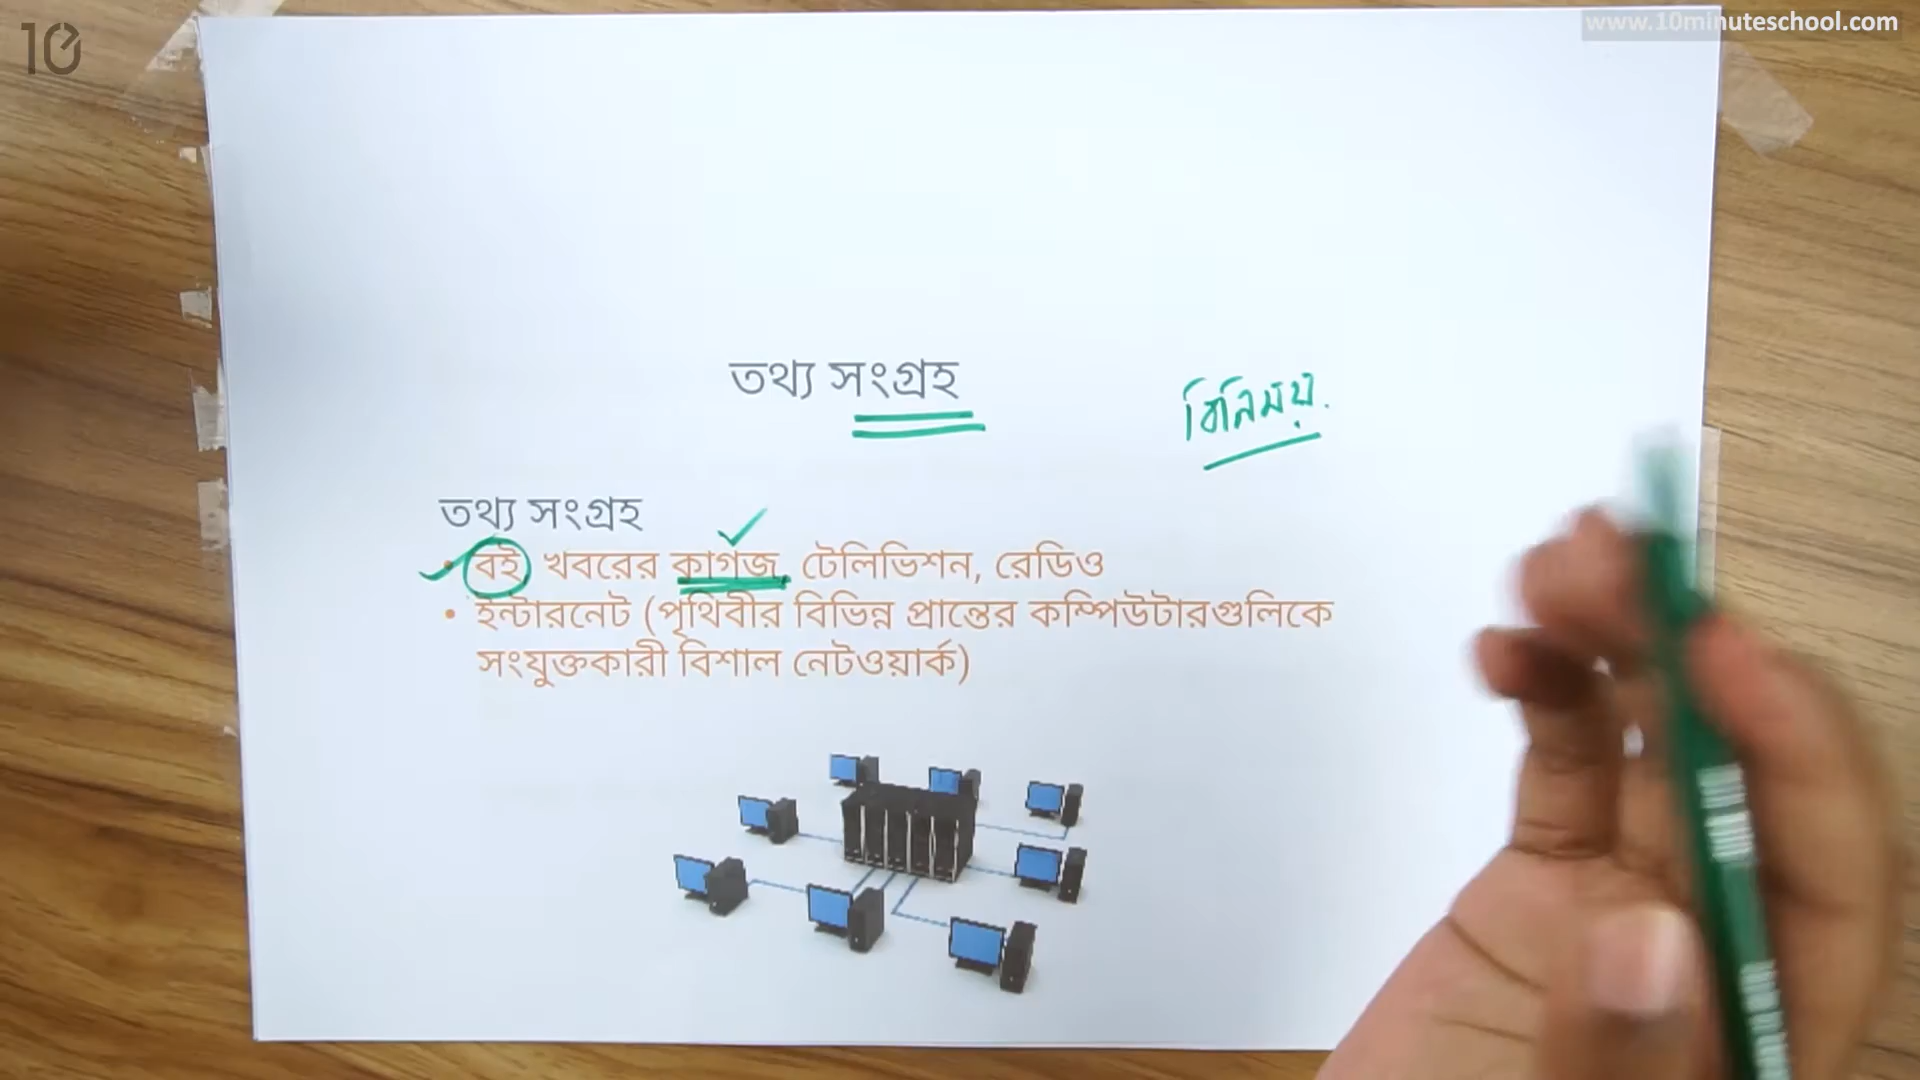 10
www.10minuteschool.com
তথ্য সংগ্রহ
বিনিময়.
তথ্য সংগ্রহ
• বই, খবরের কাগজ, টেলিভিশন, রেডিও
• ইন্টারনেট (পৃথিবীর বিভিন্ন প্রান্তের কম্পিউটারগুলিকে
সংযুক্তকারী বিশাল নেটওয়ার্ক)